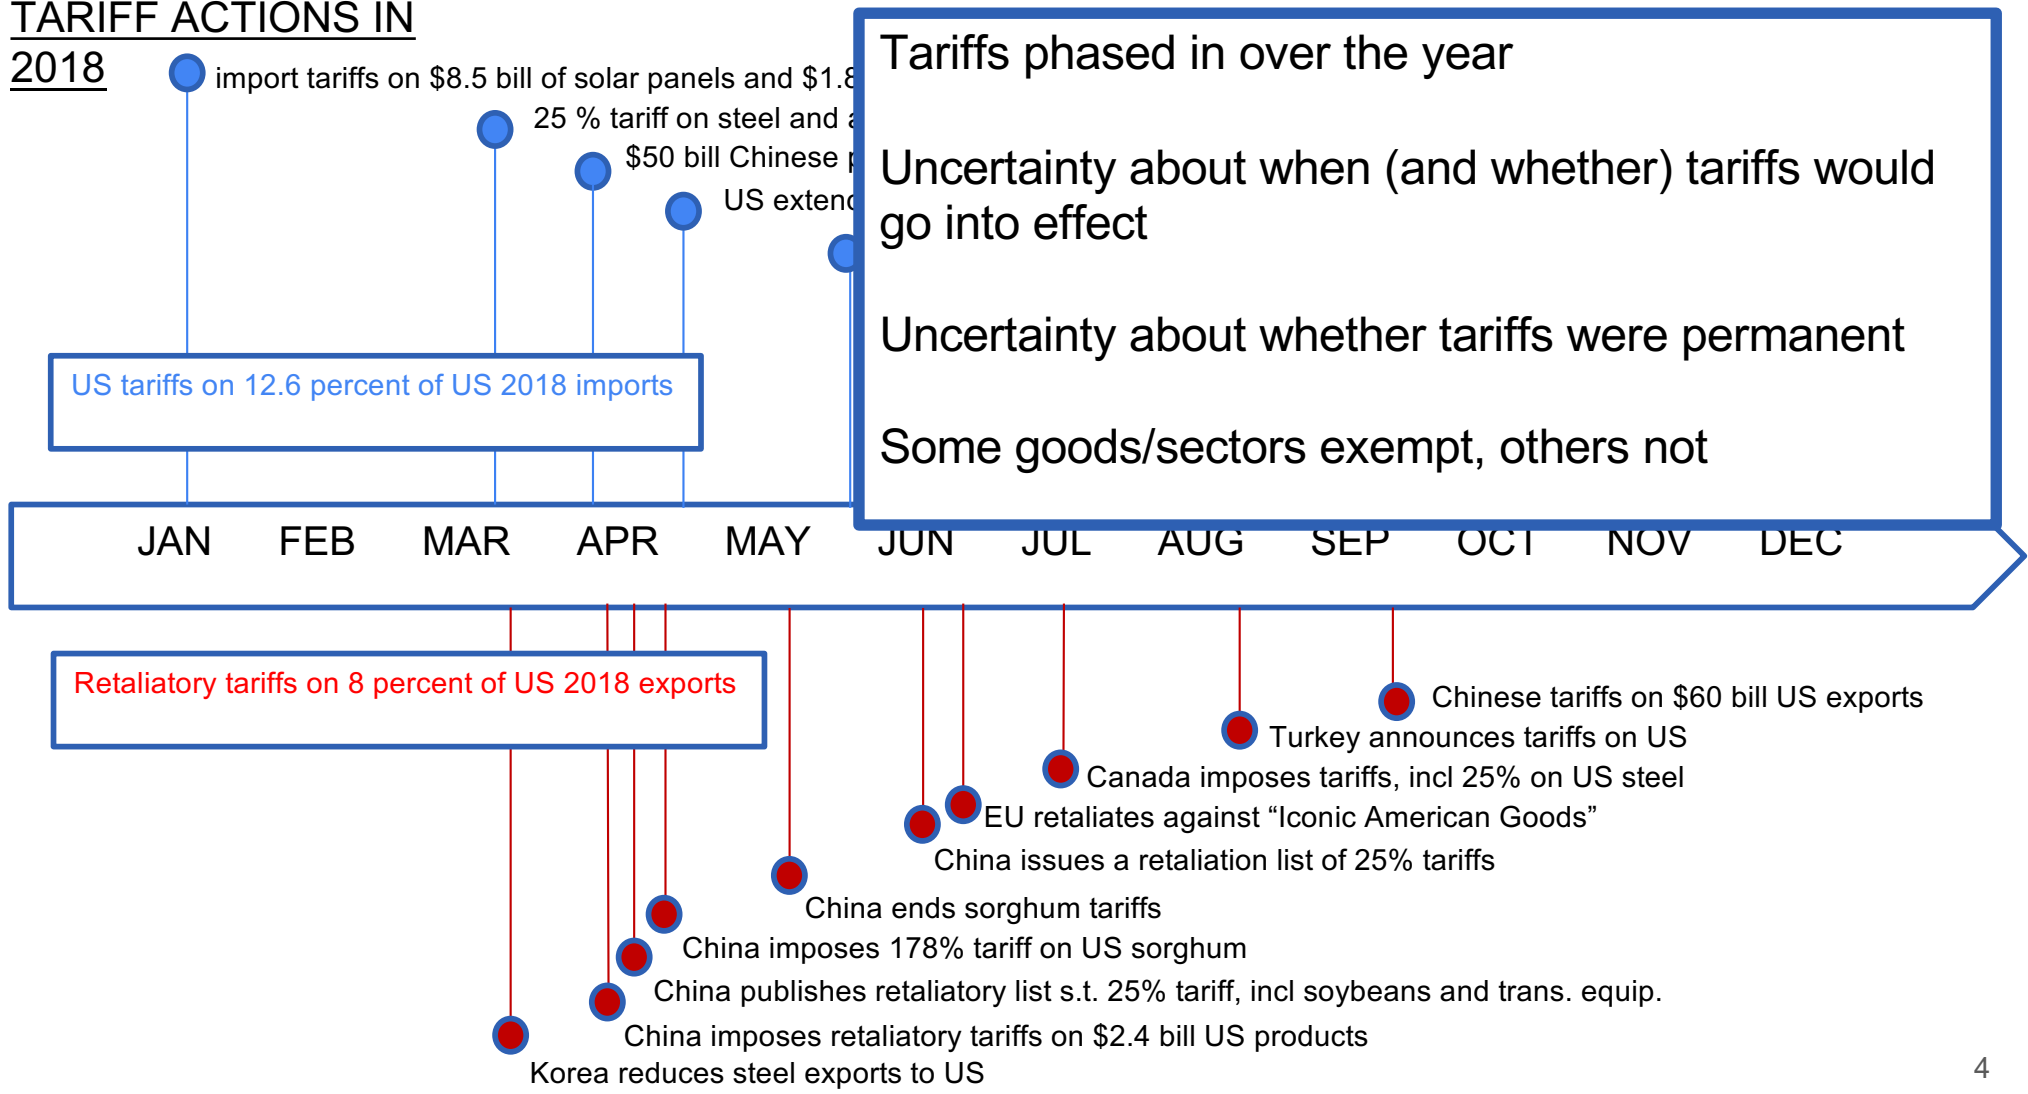 TARIFF ACTIONS IN
2018
import tariffs on $8.5 bill of solar panels and $1.8
25 % tariff on steel and
$50 bill Chinese
US
Tariffs phased in over the year
Uncertainty about when (and whether) tariffs would
go into effect
Uncertainty about whether tariffs were permanent
Some goods/sectors exempt, others not
US tariffs on 12.6 percent of US 2018 imports
JAN FEB MAR APR MAY JUN JUL AUG SEP OCT NOV DEC
Retaliatory tariffs on 8 percent of US 2018 exports
Chinese tariffs on $60 bill US exports
Turkey announces tariffs on US
Canada imposes tariffs, incl 25% on US steel
EU retaliates against “Iconic American Goods”
China issues a retaliation list of 25% tariffs
China ends sorghum tariffs
China imposes 178% tariff on US sorghum
China publishes retaliatory list s.t. 25% tariff, incl soybeans and trans. equip.
China imposes retaliatory tariffs on $2.4 bill US products
Korea reduces steel exports to US
4